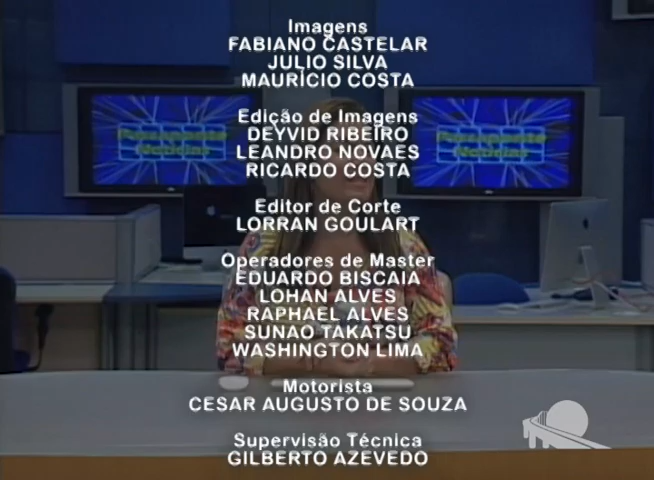 Imagens
FABIANO CASTELAR
JULIO SILVA
MAURÍCIO COSTA
Edição de Imagens
DEYVID RIBEIRO
LEANDRO NOVAES
RICARDO COSTA
Editor de Corte
LORRAN GOULART
Operadores de Master
EDUARDO BISCAIA
LOHAN ALVES
RAPHAEL ALVES
SUNAO TAKATSU
WASHINGTON LIMA
Motorista
CESAR AUGUSTO DE SOUZA
Supervisão Técnica
GILBERTO AZEVEDO